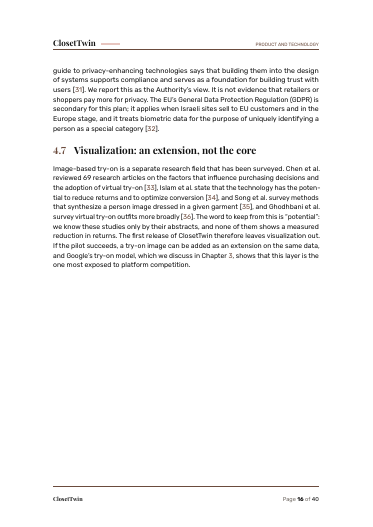 ClosetTwin
PRODUCT AND TECHNOLOGY
guide to privacy-enhancing technologies says that building them into the design
of systems supports compliance and serves as a foundation for building trust with
users [31]. We report this as the Authority's view. It is not evidence that retailers or
shoppers pay more for privacy. The EU's General Data Protection Regulation (GDPR) is
secondary for this plan; it applies when Israeli sites sell to EU customers and in the
Europe stage, and it treats biometric data for the purpose of uniquely identifying a
person as a special category [32].
4.7 Visualization: an extension, not the core
Image-based try-on is a separate research field that has been surveyed. Chen et al.
reviewed 69 research articles on the factors that influence purchasing decisions and
the adoption of virtual try-on [33], Islam et al. state that the technology has the poten-
tial to reduce returns and to optimize conversion [34], and Song et al. survey methods
that synthesize a person image dressed in a given garment [35], and Ghodhbani et al.
survey virtual try-on outfits more broadly [36]. The word to keep from this is "potential":
we know these studies only by their abstracts, and none of them shows a measured
reduction in returns. The first release of ClosetTwin therefore leaves visualization out.
If the pilot succeeds, a try-on image can be added as an extension on the same data,
and Google's try-on model, which we discuss in Chapter 3, shows that this layer is the
one most exposed to platform competition.
ClosetTwin
Page 16 of 40